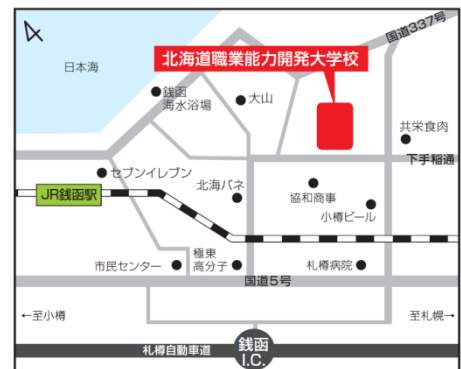 国道337号
日本海
北海道職業能力開発大学校
銭函
海水浴場
大山
共栄食肉
下手稲通
セブンイレブン
JR銭函駅
北海バネ
協和商事
小樽ビール
市民センター
極東
高分子
札樽病院
国道5号
←至小樽
至札幌→
札樽自動車道
銭函
I.C.